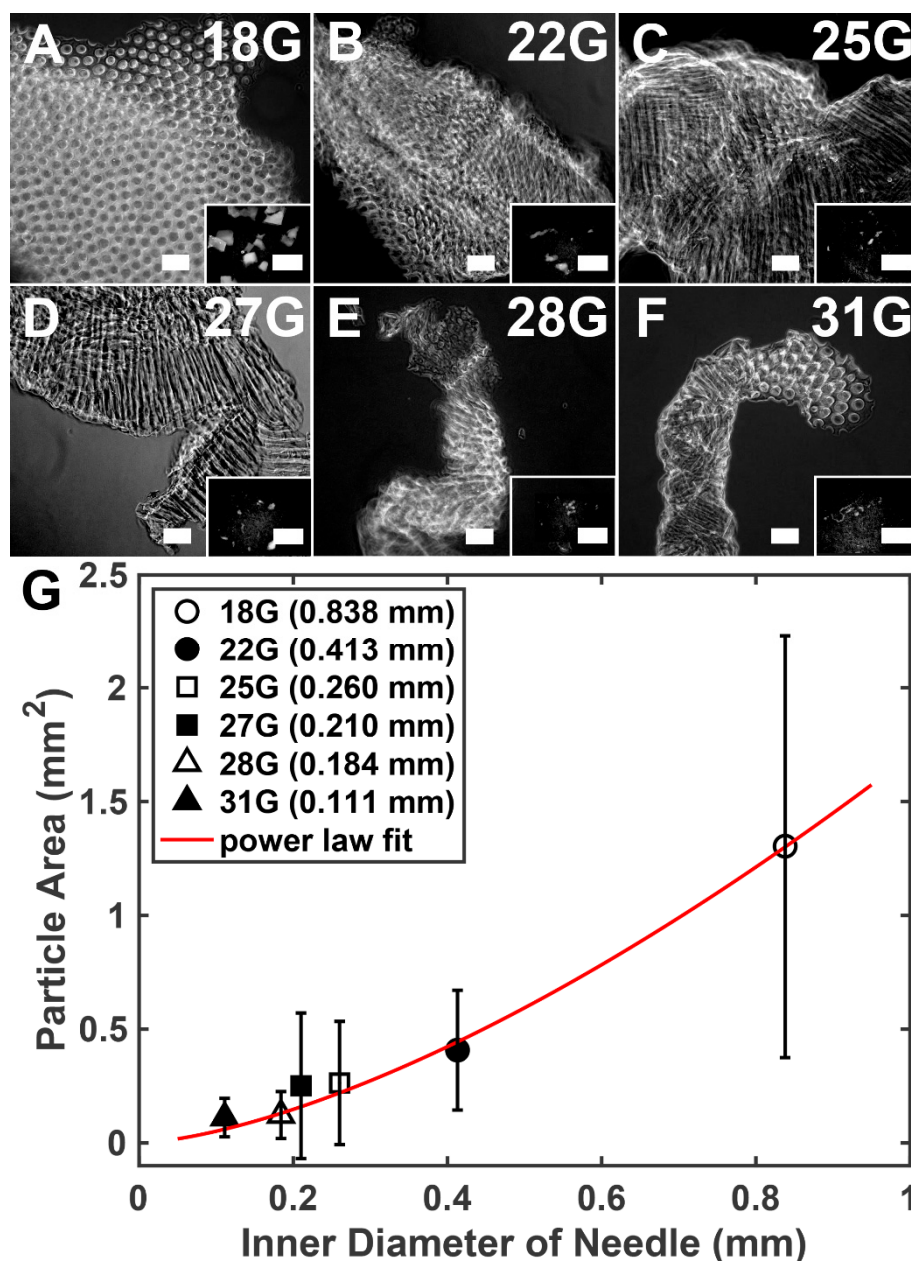 A 18G B 22G C 25G
D 27G E 28G F 31G
G
2.5
2
1.5
1
0.5
0
Particle Area (mm²)
18G (0.838 mm)
22G (0.413 mm)
25G (0.260 mm)
27G (0.210 mm)
28G (0.184 mm)
31G (0.111 mm)
power law fit
0 0.2 0.4 0.6 0.8 1
Inner Diameter of Needle (mm)